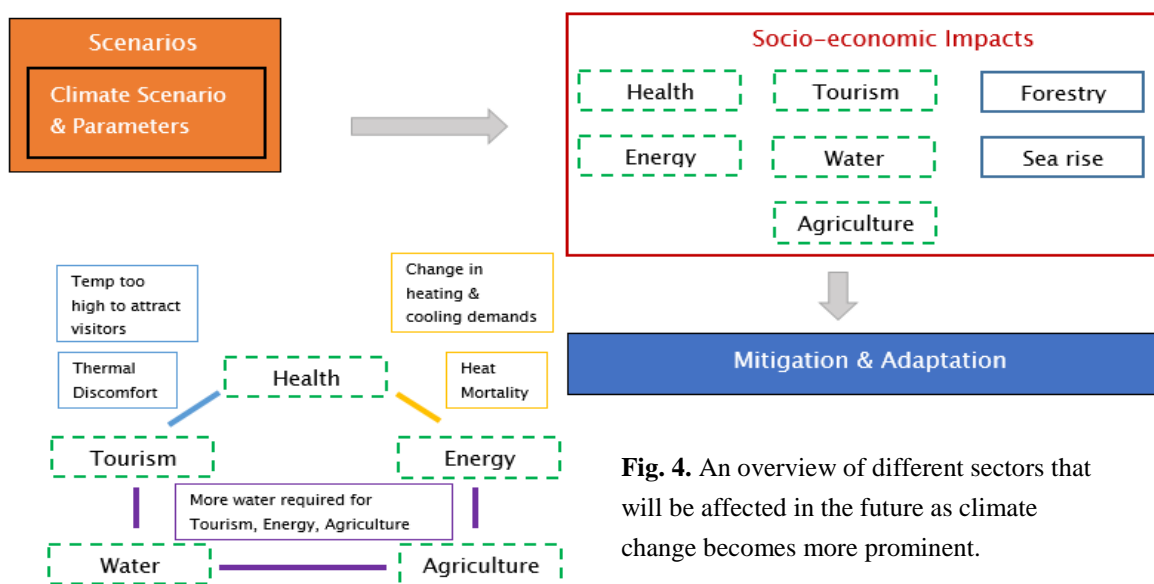 Scenarios
Climate Scenario
& Parameters
Socio-economic Impacts
Health
Tourism
Forestry
Energy
Water
Sea rise
Agriculture
Mitigation & Adaptation
Temp too
high to attract
visitors
Change in
heating &
cooling demands
Thermal
Discomfort
Health
Heat
Mortality
Tourism
Energy
More water required for
Tourism, Energy, Agriculture
Water
Agriculture
Fig. 4. An overview of different sectors that
will be affected in the future as climate
change becomes more prominent.